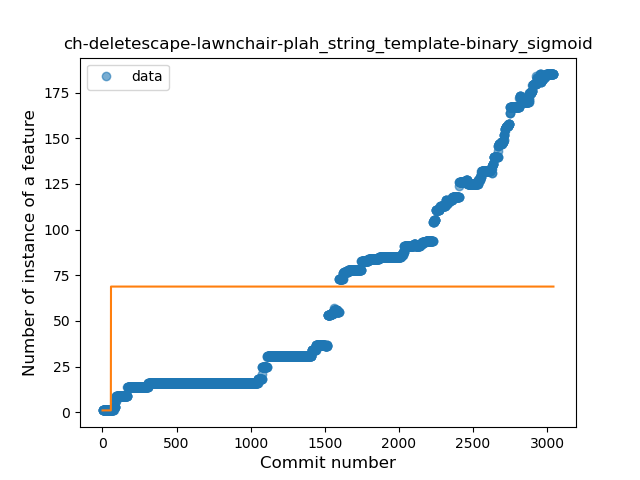 ch-deletescape-lawnchair-plah_string_template-binary_sigmoid
data
Number of instance of a feature
175
150
125
100
75
50
25
0
0 500 1000 1500 2000 2500 3000
Commit number